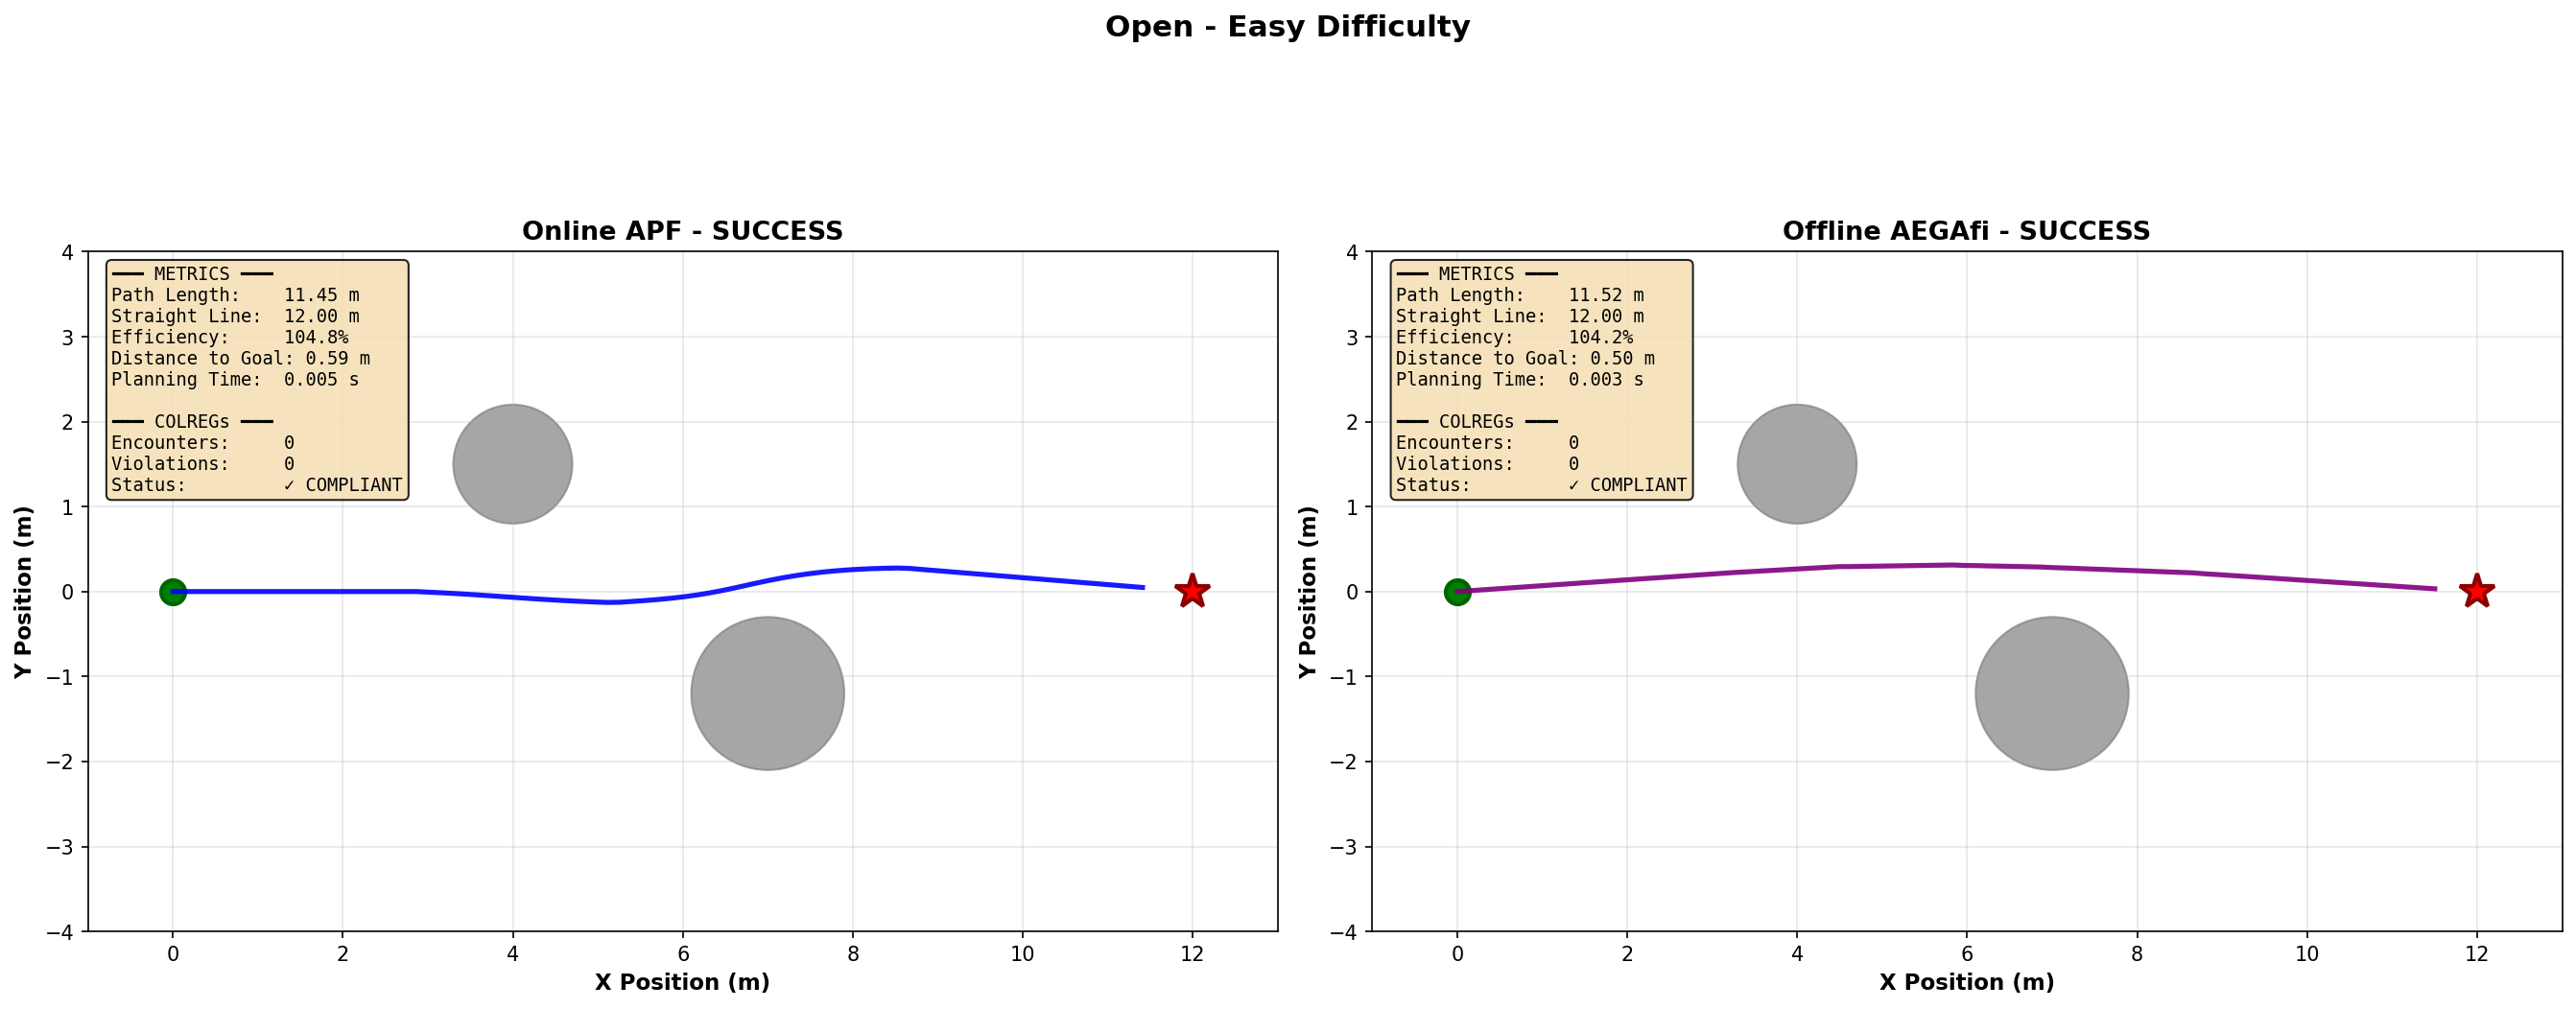 Open - Easy Difficulty
Online APF - SUCCESS
━━━ METRICS ━━━
Path Length:    11.45 m
Straight Line:  12.00 m
Efficiency:     104.8%
Distance to Goal: 0.59 m
Planning Time:  0.005 s
━━━ COLREGs ━━━
Encounters:     0
Violations:     0
Status:         ✓ COMPLIANT
4
3
2
1
0
−1
−2
−3
−4
Y Position (m)
0 2 4 6 8 10 12
X Position (m)
Offline AEGAfi - SUCCESS
━━━ METRICS ━━━
Path Length:    11.52 m
Straight Line:  12.00 m
Efficiency:     104.2%
Distance to Goal: 0.50 m
Planning Time:  0.003 s
━━━ COLREGs ━━━
Encounters:     0
Violations:     0
Status:         ✓ COMPLIANT
4
3
2
1
0
−1
−2
−3
−4
Y Position (m)
0 2 4 6 8 10 12
X Position (m)